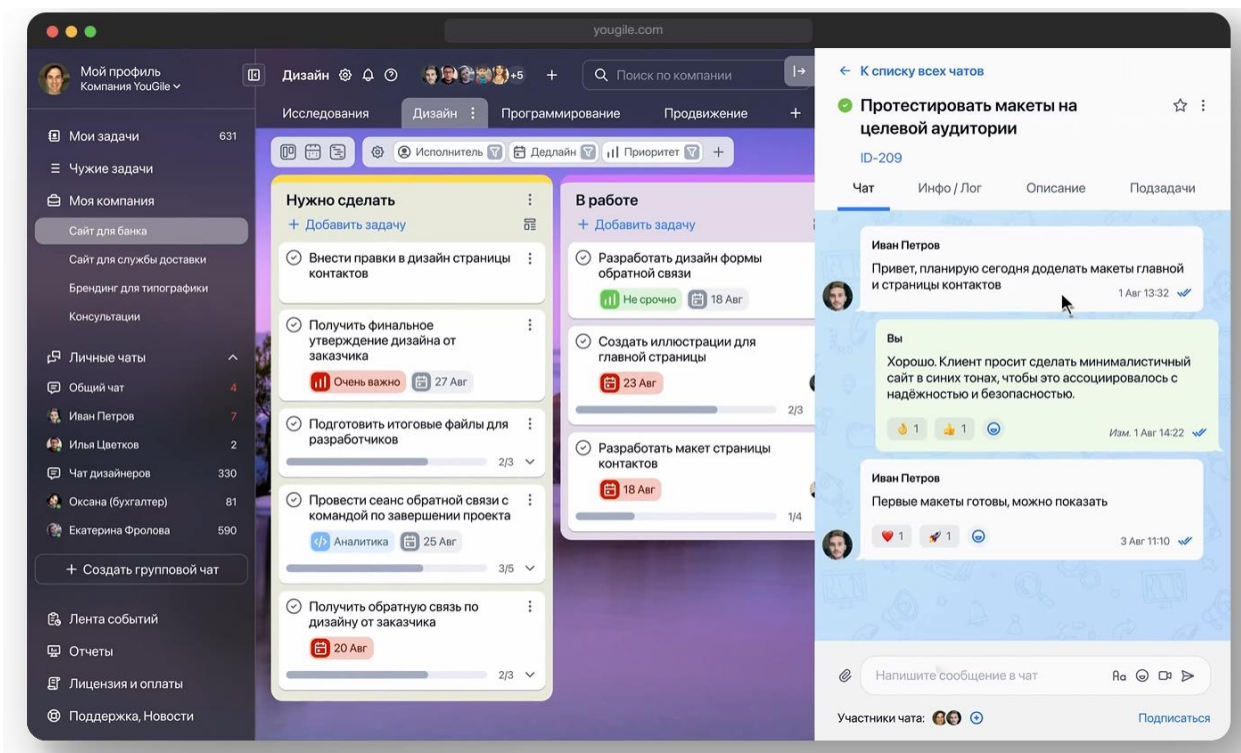 yougile.com
Мой профиль
Компания YouGile
Мои задачи 631
Чужие задачи
Моя компания
Сайт для банка
Сайт для службы доставки
Брендинг для типографики
Консультации
Личные чаты
Общий чат 4
Иван Петров 7
Илья Цветков 2
Чат дизайнеров 330
Оксана (бухгалтер) 81
Екатерина Фролова 590
+ Создать групповой чат
Лента событий
Отчеты
Лицензия и оплаты
Поддержка, Новости
Дизайн +5 + Поиск по компании
Исследования Дизайн Программирование Продвижение +
Исполнитель Дедлайн Приоритет +
Нужно сделать
+ Добавить задачу
Внести правки в дизайн страницы
контактов
Получить финальное
утверждение дизайна от
заказчика
Очень важно 27 Авг
Подготовить итоговые файлы для
разработчиков
2/3
Провести сеанс обратной связи с
командой по завершении проекта
Аналитика 25 Авг
3/5
Получить обратную связь по
дизайну от заказчика
20 Авг
2/3
В работе
+ Добавить задачу
Разработать дизайн формы
обратной связи
Не срочно 18 Авг
Создать иллюстрации для
главной страницы
23 Авг
2/3
Разработать макет страницы
контактов
18 Авг
1/4
← К списку всех чатов
Протестировать макеты на
целевой аудитории
ID-209
Чат Инфо / Лог Описание Подзадачи
Иван Петров
Привет, планирую сегодня доделать макеты главной
и страницы контактов
1 Авг 13:32
Вы
Хорошо. Клиент просит сделать минималистичный
сайт в синих тонах, чтобы это ассоциировалось с
надёжностью и безопасностью.
1 1 Изм. 1 Авг 14:22
Иван Петров
Первые макеты готовы, можно показать
1 1 3 Авг 11:10
Напишите сообщение в чат Aa
Участники чата: Подписаться